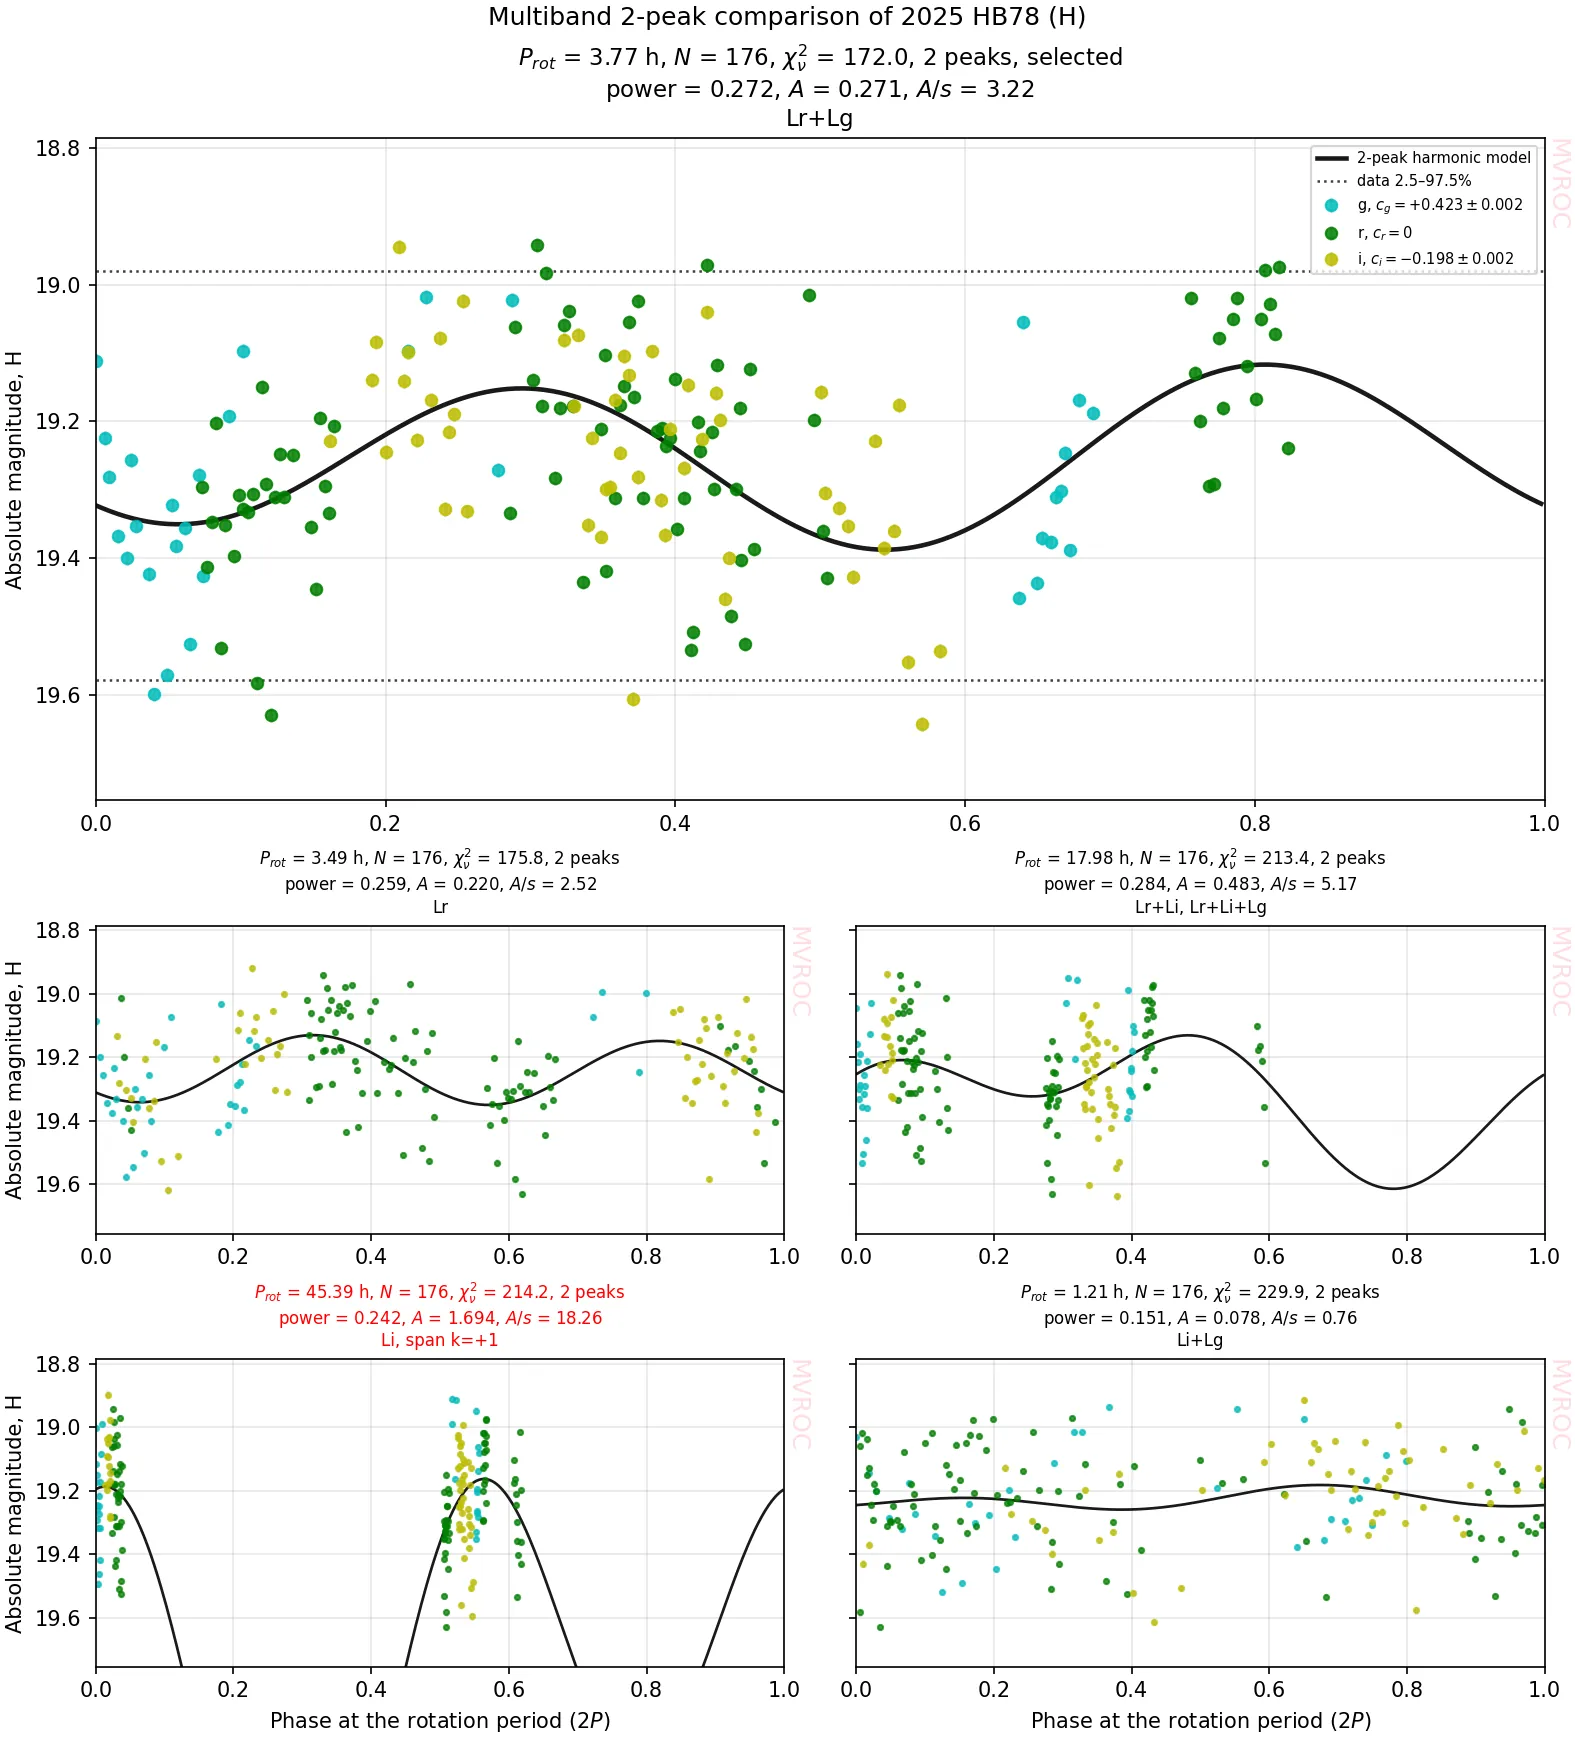 Multiband 2-peak comparison of 2025 HB78 (H)
P_rot = 3.77 h, N = 176, χ²_ν = 172.0, 2 peaks, selected
power = 0.272, A = 0.271, A/s = 3.22
Lr+Lg
2-peak harmonic model
data 2.5–97.5%
g, c_g = +0.423 ± 0.002
r, c_r = 0
i, c_i = −0.198 ± 0.002
MVROC
Absolute magnitude, H
18.8
19.0
19.2
19.4
19.6
0.0 0.2 0.4 0.6 0.8 1.0
P_rot = 3.49 h, N = 176, χ²_ν = 175.8, 2 peaks
power = 0.259, A = 0.220, A/s = 2.52
Lr
MVROC
Absolute magnitude, H
18.8
19.0
19.2
19.4
19.6
0.0 0.2 0.4 0.6 0.8 1.0
P_rot = 17.98 h, N = 176, χ²_ν = 213.4, 2 peaks
power = 0.284, A = 0.483, A/s = 5.17
Lr+Li, Lr+Li+Lg
MVROC
0.0 0.2 0.4 0.6 0.8 1.0
P_rot = 45.39 h, N = 176, χ²_ν = 214.2, 2 peaks
power = 0.242, A = 1.694, A/s = 18.26
Li, span k=+1
MVROC
Absolute magnitude, H
18.8
19.0
19.2
19.4
19.6
0.0 0.2 0.4 0.6 0.8 1.0
Phase at the rotation period (2P)
P_rot = 1.21 h, N = 176, χ²_ν = 229.9, 2 peaks
power = 0.151, A = 0.078, A/s = 0.76
Li+Lg
MVROC
0.0 0.2 0.4 0.6 0.8 1.0
Phase at the rotation period (2P)